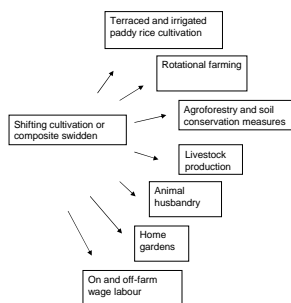 Terraced and irrigated
paddy rice cultivation
Rotational farming
Agroforestry and soil
conservation measures
Shifting cultivation or
composite swidden
Livestock
production
Animal
husbandry
Home
gardens
On and off-farm
wage labour